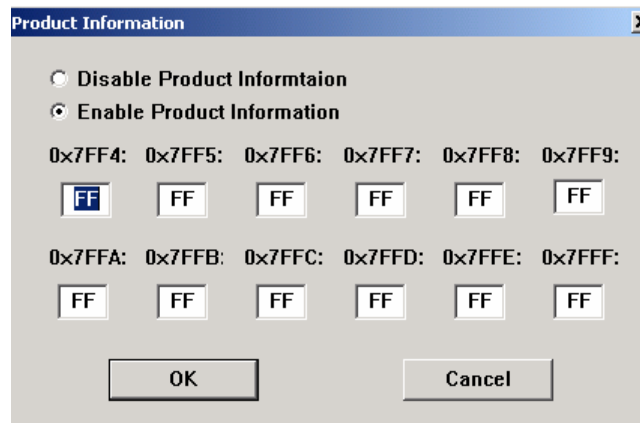 Product Information
Disable Product Informtaion
Enable Product Information
0x7FF4: 0x7FF5: 0x7FF6: 0x7FF7: 0x7FF8: 0x7FF9:
FF FF FF FF FF FF
0x7FFA: 0x7FFB: 0x7FFC: 0x7FFD: 0x7FFE: 0x7FFF:
FF FF FF FF FF FF
OK Cancel